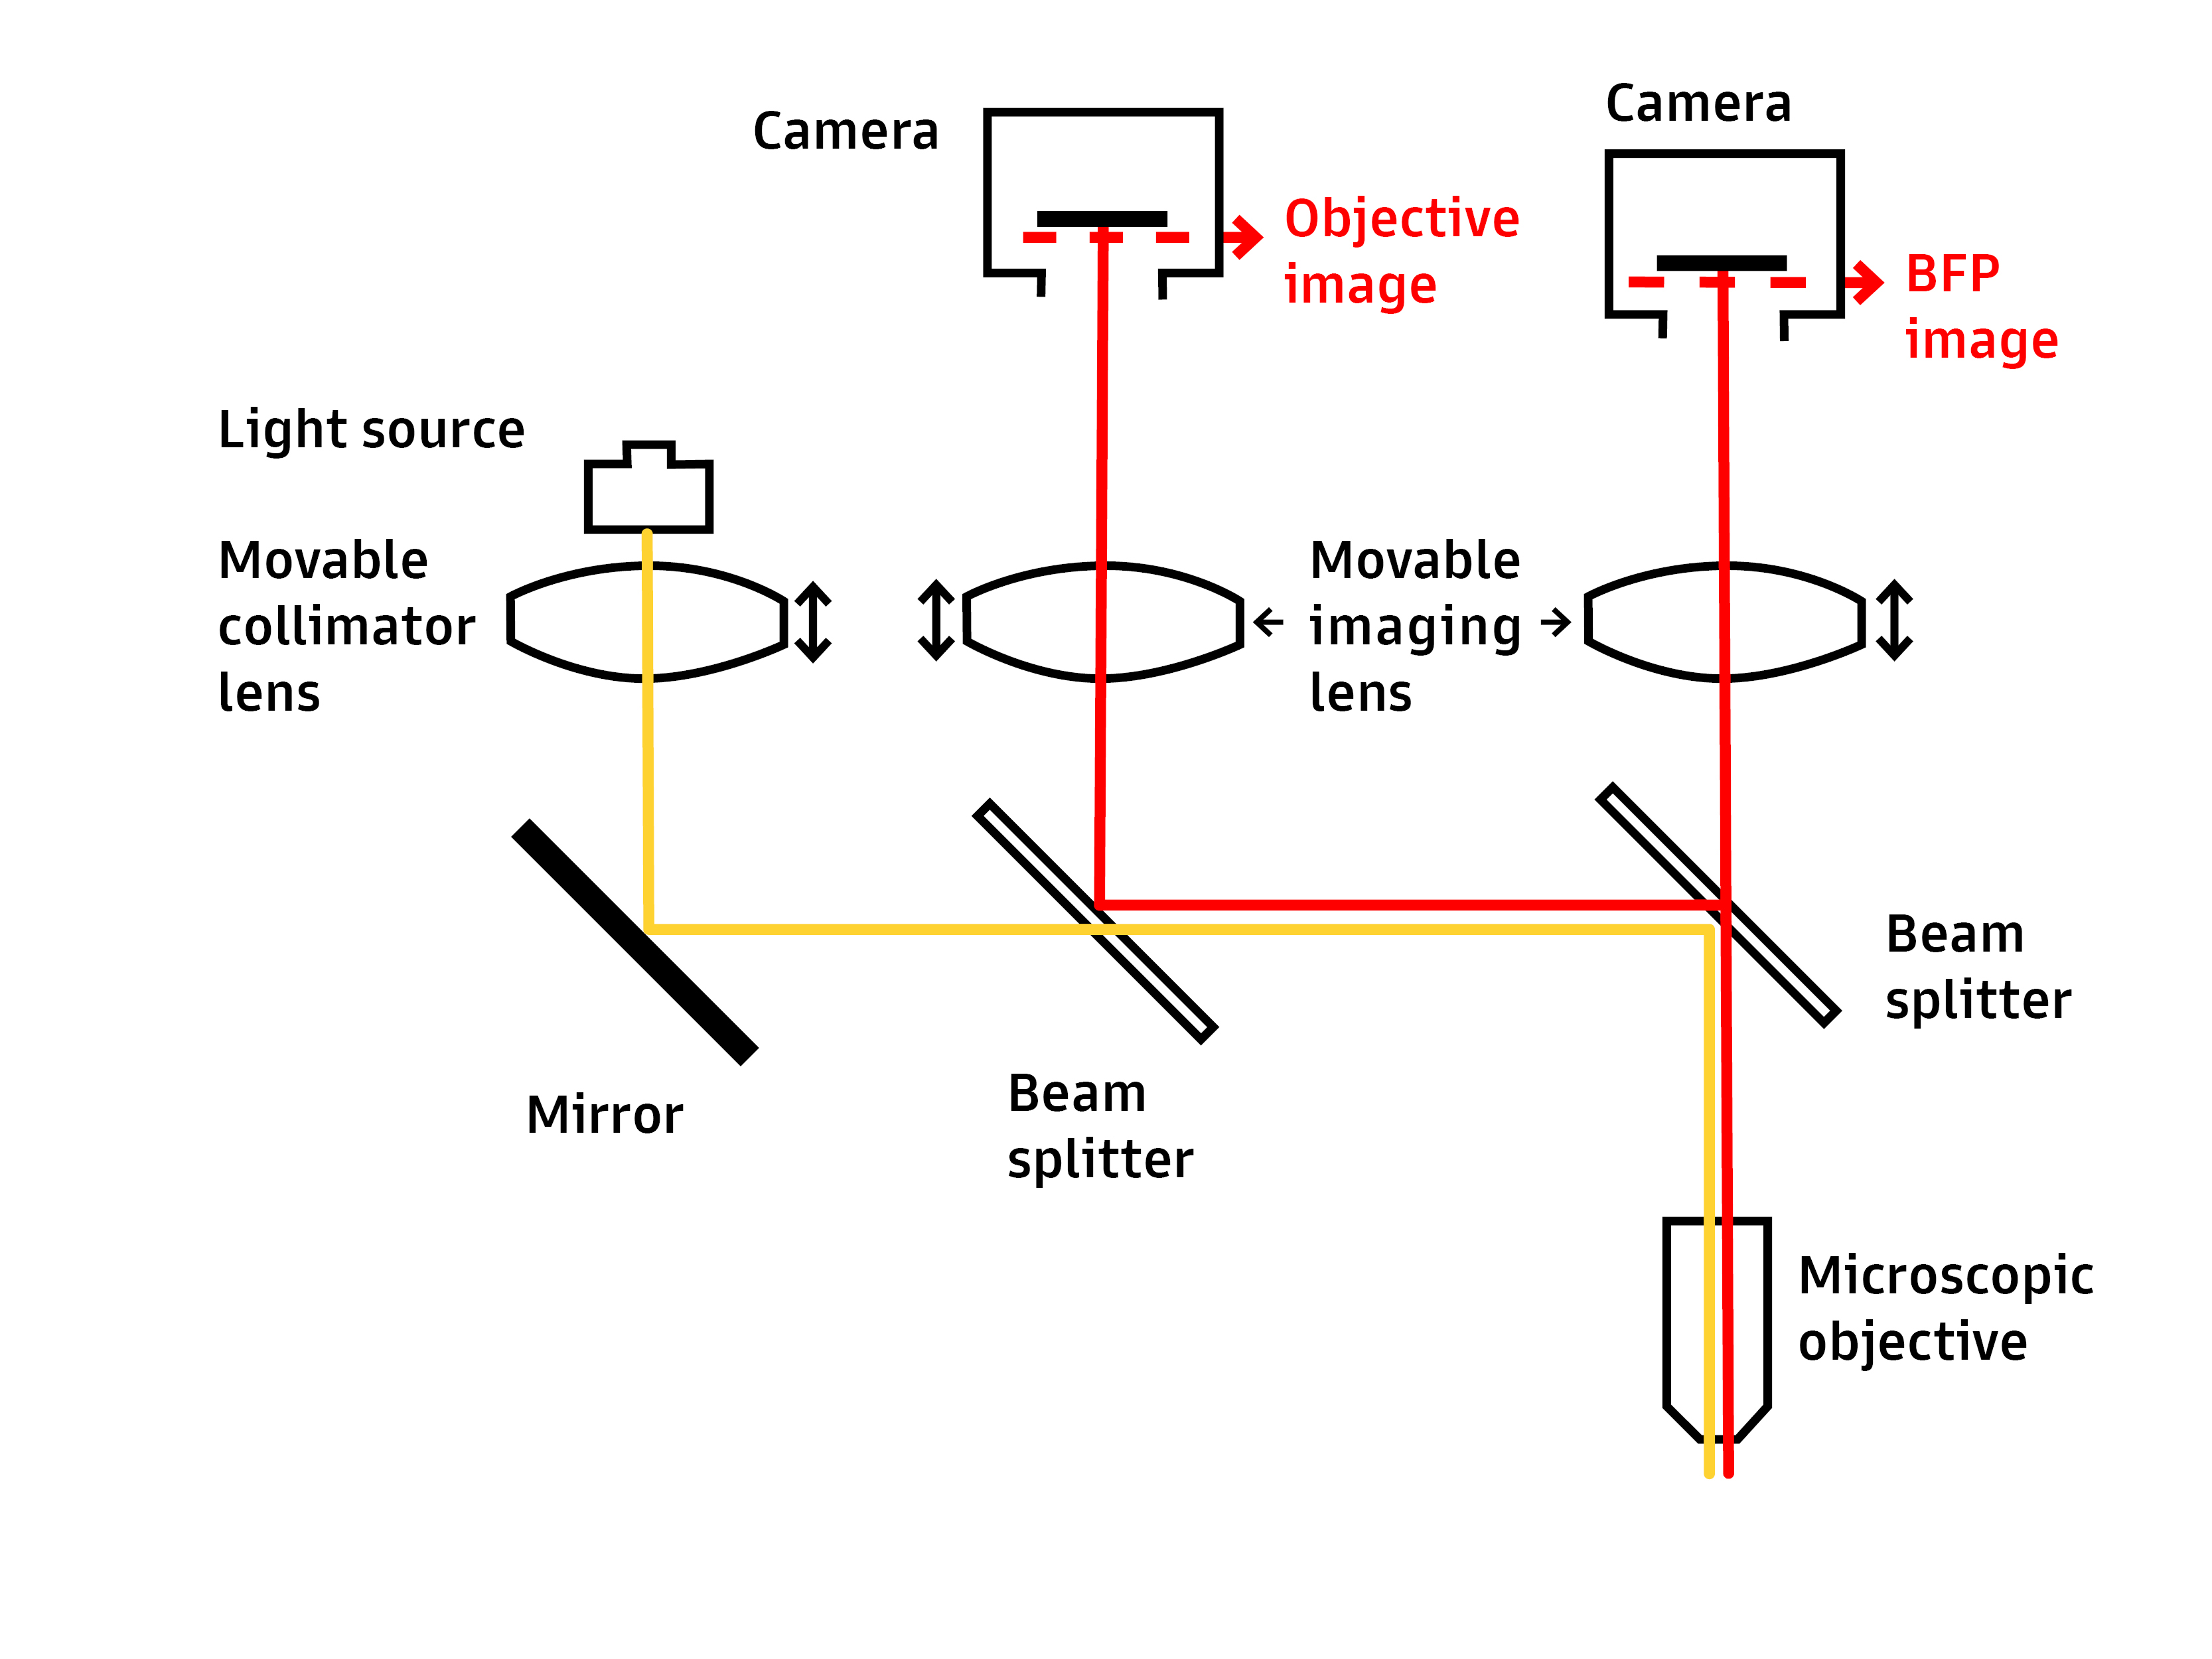 Camera
Camera
Objective
image
BFP
image
Light source
Movable
collimator
lens
Movable
imaging
lens
Beam
splitter
Beam
splitter
Mirror
Microscopic
objective